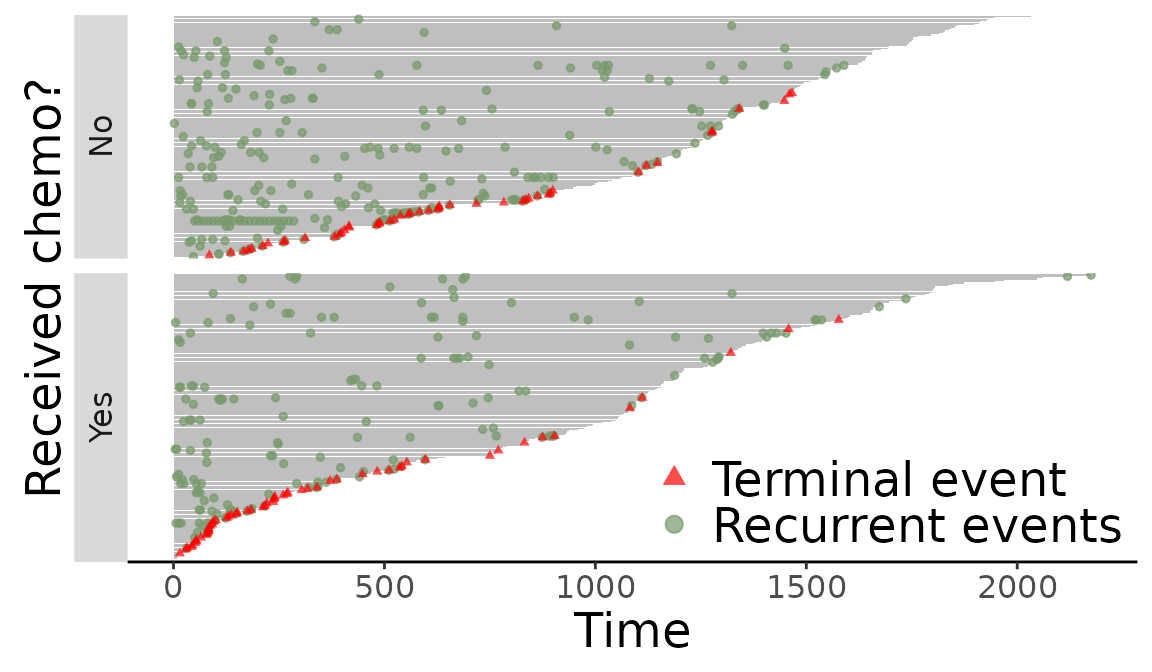 Received chemo?
No
Yes
Terminal event
Recurrent events
0 500 1000 1500 2000
Time